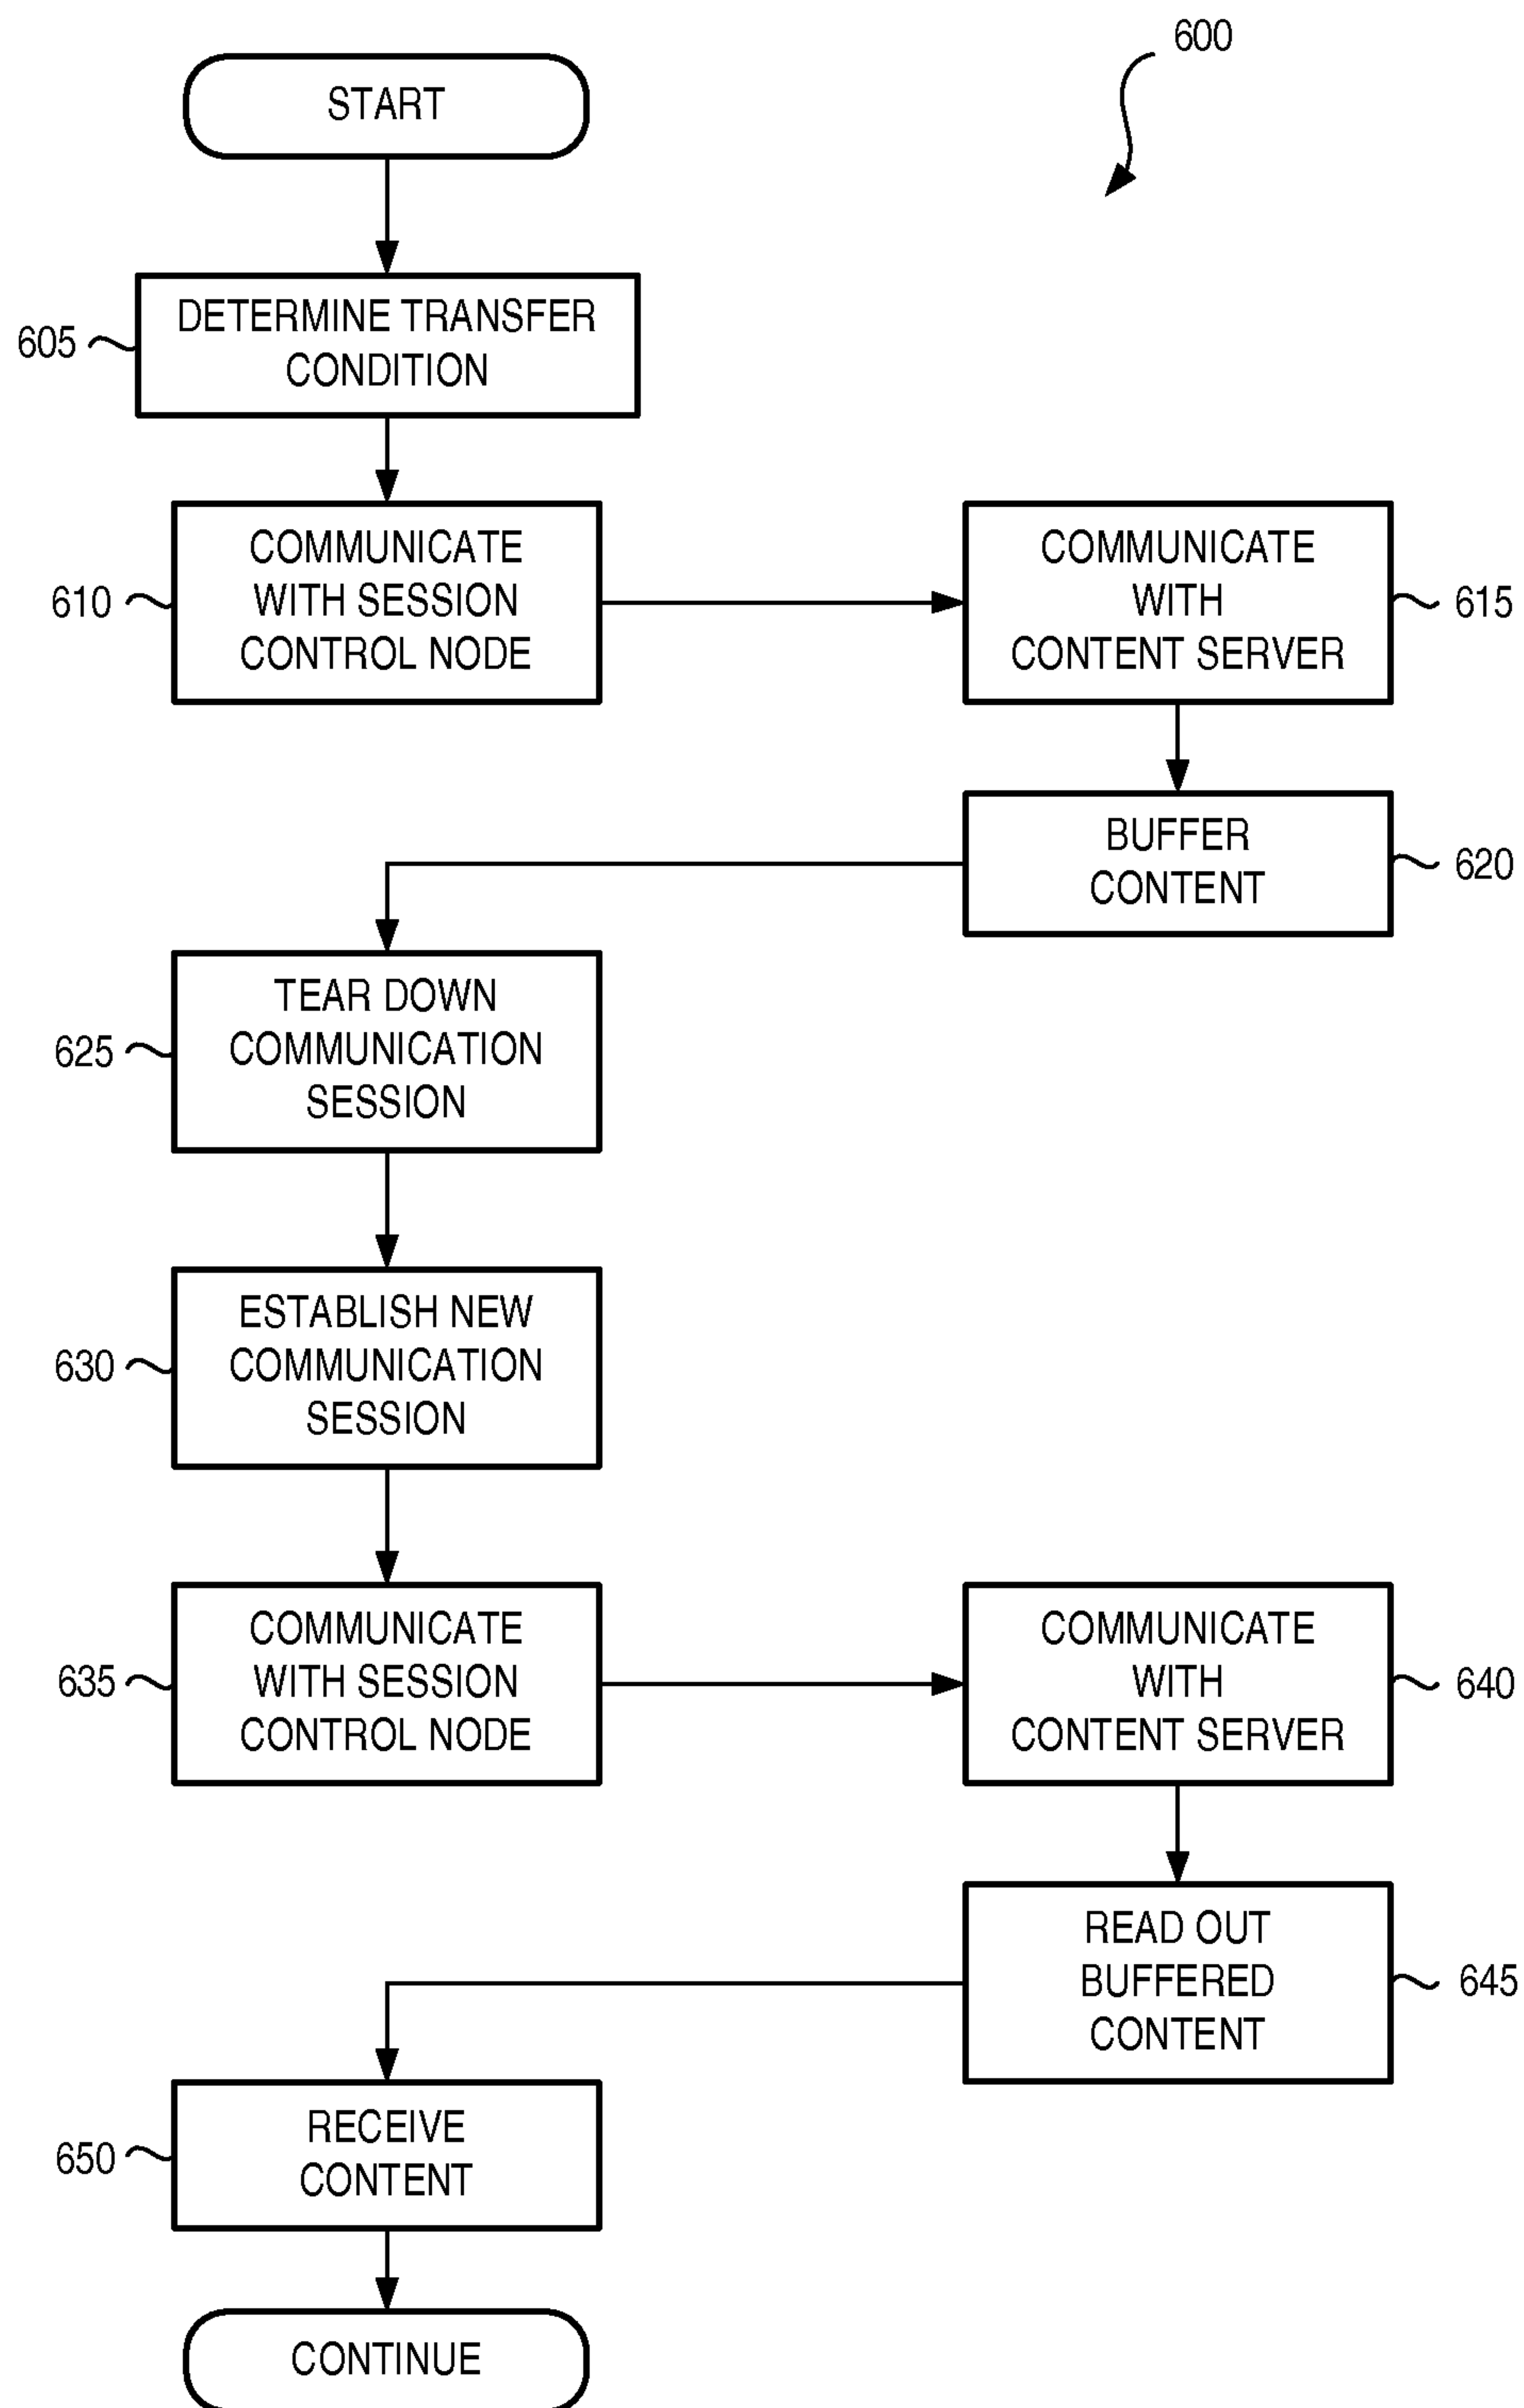 600
START
DETERMINE TRANSFER
CONDITION
605
COMMUNICATE
WITH SESSION
CONTROL NODE
610
COMMUNICATE
WITH
CONTENT SERVER
615
BUFFER
CONTENT
620
TEAR DOWN
COMMUNICATION
SESSION
625
ESTABLISH NEW
COMMUNICATION
SESSION
630
COMMUNICATE
WITH SESSION
CONTROL NODE
635
COMMUNICATE
WITH
CONTENT SERVER
640
READ OUT
BUFFERED
CONTENT
645
RECEIVE
CONTENT
650
CONTINUE